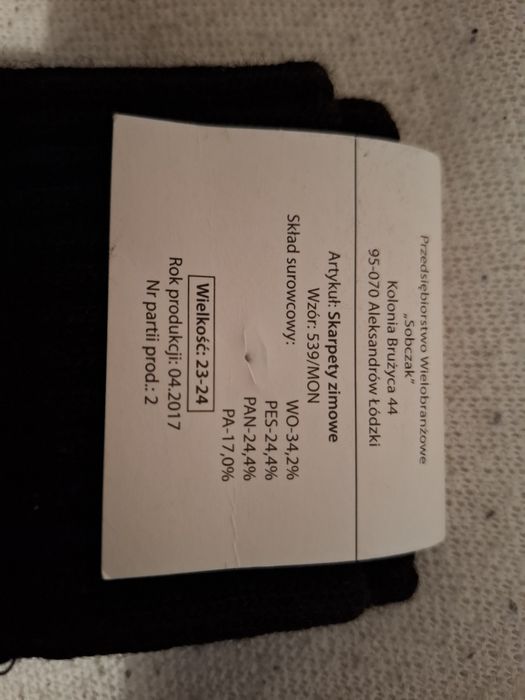 Przedsiębiorstwo Wielobranżowe
„Sobczak”
Kolonia Brużyca 44
95-070 Aleksandrów Łódzki
Artykuł: Skarpety zimowe
Wzór: 539/MON
Skład surowcowy: WO-34,2%
PES-24,4%
PAN-24,4%
PA-17,0%
Wielkość: 23-24
Rok produkcji: 04.2017
Nr partii prod.: 2